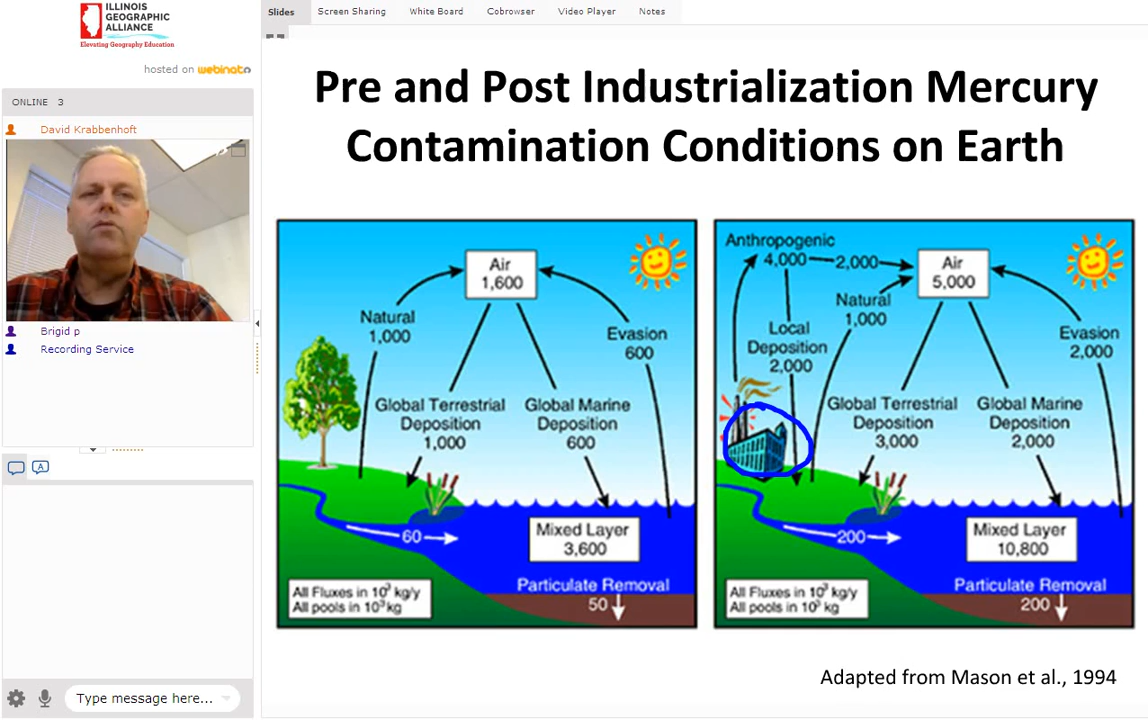 ILLINOIS
GEOGRAPHIC
ALLIANCE
Elevating Geography Education
hosted on webinato
ONLINE 3
David Krabbenhoft
Brigid p
Recording Service
Type message here...
Slides Screen Sharing White Board Cobrowser Video Player Notes
Pre and Post Industrialization Mercury
Contamination Conditions on Earth
Air
1,600
Natural
1,000
Evasion
600
Global Terrestrial
Deposition
1,000
Global Marine
Deposition
600
60
Mixed Layer
3,600
Particulate Removal
50
All Fluxes in 10³ kg/y
All pools in 10³ kg
Anthropogenic
4,000 2,000
Air
5,000
Natural
1,000
Local
Deposition
2,000
Evasion
2,000
Global Terrestrial
Deposition
3,000
Global Marine
Deposition
2,000
200
Mixed Layer
10,800
Particulate Removal
200
All Fluxes in 10³ kg/y
All pools in 10³ kg
Adapted from Mason et al., 1994